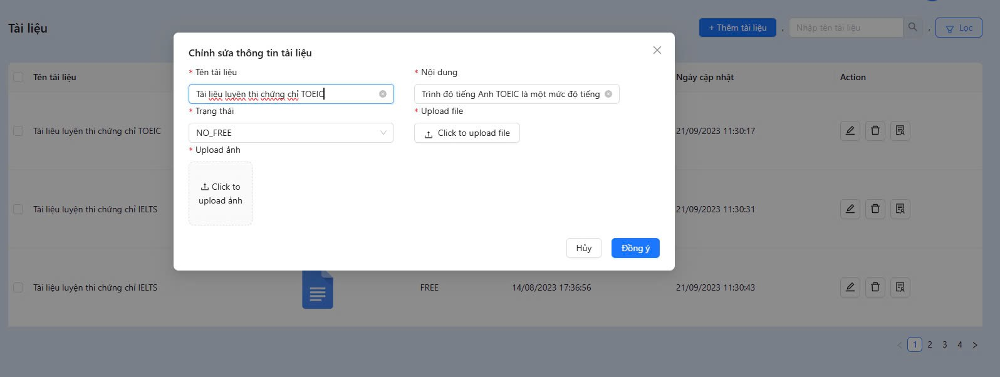 Tài liệu
+ Thêm tài liệu , Nhập tên tài liệu , Lọc
Chỉnh sửa thông tin tài liệu
* Tên tài liệu
* Nội dung
Tài liệu luyện thi chứng chỉ TOEIC
Trình độ tiếng Anh TOEIC là một mức độ tiếng
* Trạng thái
* Upload file
NO_FREE
Click to upload file
* Upload ảnh
Click to
upload ảnh
Hủy
Đồng ý
Tên tài liệu
Ngày cập nhật
Action
Tài liệu luyện thi chứng chỉ TOEIC
21/09/2023 11:30:17
Tài liệu luyện thi chứng chỉ IELTS
21/09/2023 11:30:31
Tài liệu luyện thi chứng chỉ IELTS
FREE
14/08/2023 17:36:56
21/09/2023 11:30:43
< 1 2 3 4 >